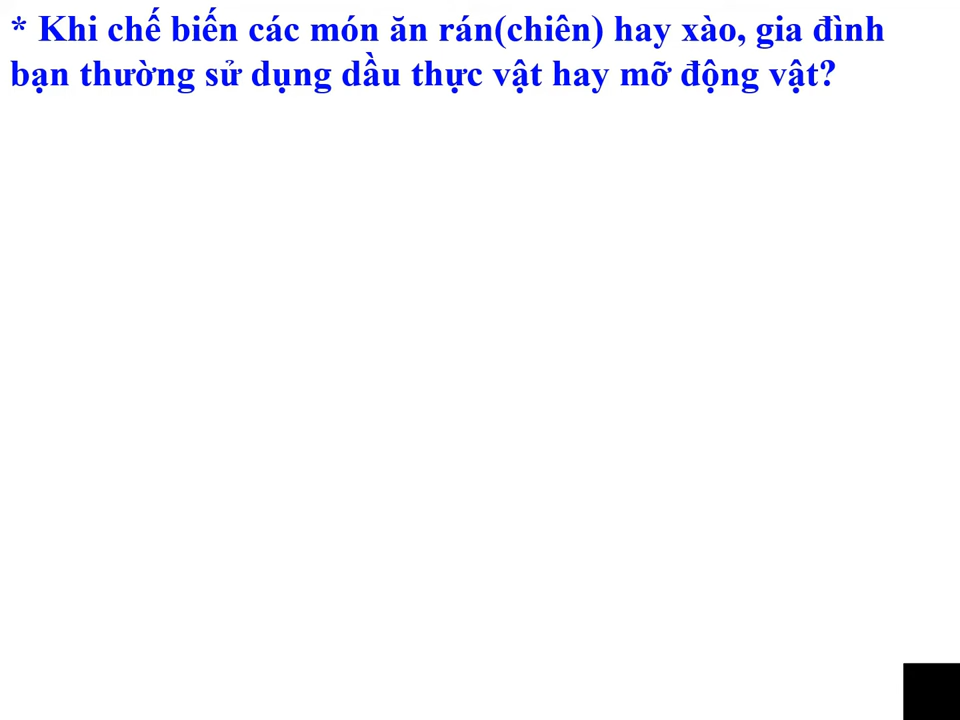 * Khi chế biến các món ăn rán(chiên) hay xào, gia đình
bạn thường sử dụng dầu thực vật hay mỡ động vật?